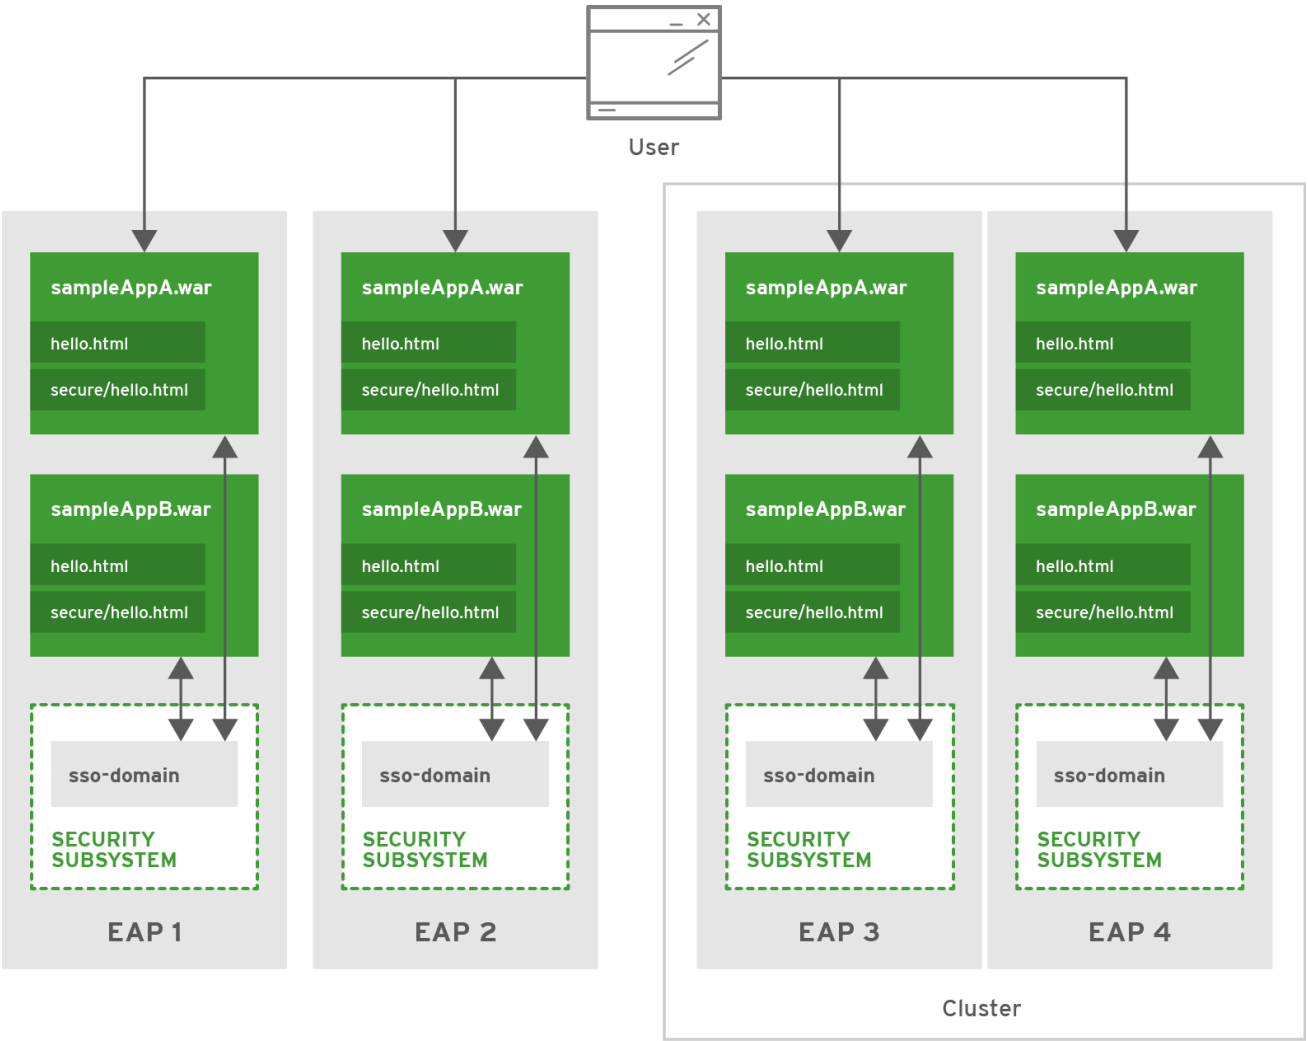 User
sampleAppA.war
hello.html
secure/hello.html
sampleAppB.war
hello.html
secure/hello.html
sso-domain
SECURITY
SUBSYSTEM
EAP 1
sampleAppA.war
hello.html
secure/hello.html
sampleAppB.war
hello.html
secure/hello.html
sso-domain
SECURITY
SUBSYSTEM
EAP 2
sampleAppA.war
hello.html
secure/hello.html
sampleAppB.war
hello.html
secure/hello.html
sso-domain
SECURITY
SUBSYSTEM
EAP 3
sampleAppA.war
hello.html
secure/hello.html
sampleAppB.war
hello.html
secure/hello.html
sso-domain
SECURITY
SUBSYSTEM
EAP 4
Cluster